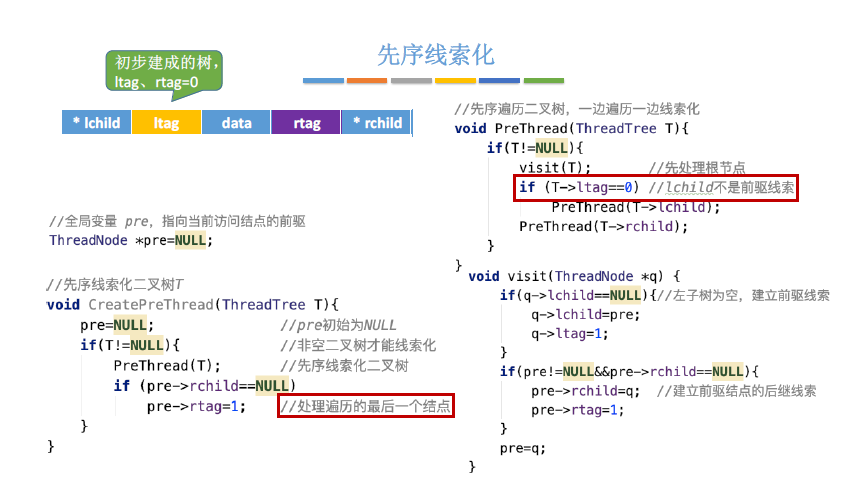 先序线索化
初步建成的树，
ltag、rtag=0
* lchild ltag data rtag * rchild
//全局变量 pre，指向当前访问结点的前驱
ThreadNode *pre=NULL;
//先序线索化二叉树T
void CreatePreThread(ThreadTree T){
pre=NULL; //pre初始为NULL
if(T!=NULL){ //非空二叉树才能线索化
PreThread(T); //先序线索化二叉树
if (pre->rchild==NULL)
pre->rtag=1; //处理遍历的最后一个结点
}
}
//先序遍历二叉树，一边遍历一边线索化
void PreThread(ThreadTree T){
if(T!=NULL){
visit(T); //先处理根节点
if (T->ltag==0) //lchild不是前驱线索
PreThread(T->lchild);
PreThread(T->rchild);
}
}
void visit(ThreadNode *q) {
if(q->lchild==NULL){//左子树为空，建立前驱线索
q->lchild=pre;
q->ltag=1;
}
if(pre!=NULL&&pre->rchild==NULL){
pre->rchild=q; //建立前驱结点的后继线索
pre->rtag=1;
}
pre=q;
}